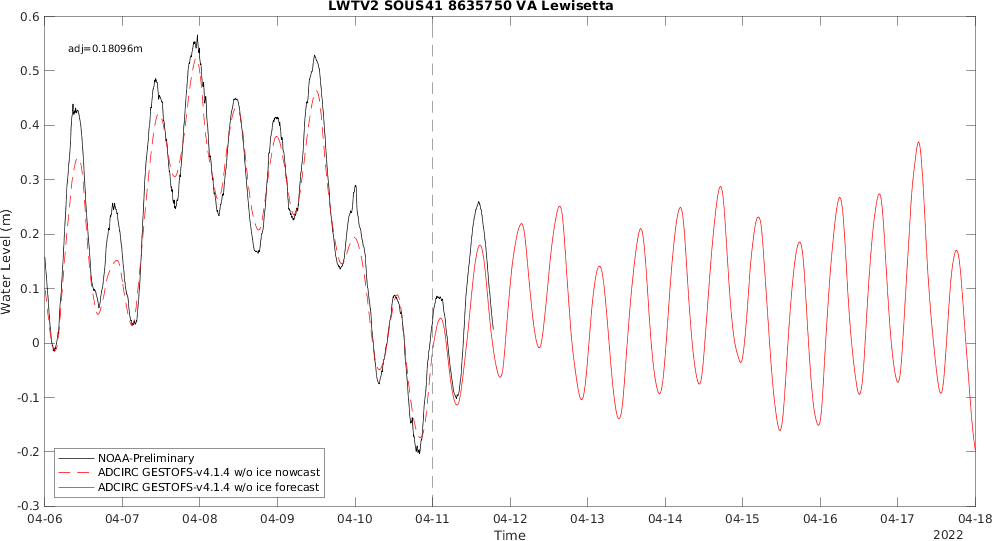 LWTV2 SOUS41 8635750 VA Lewisetta
adj=0.18096m
0.6
0.5
0.4
0.3
0.2
0.1
0
-0.1
-0.2
-0.3
Water Level (m)
NOAA-Preliminary
ADCIRC GESTOFS-v4.1.4 w/o ice nowcast
ADCIRC GESTOFS-v4.1.4 w/o ice forecast
04-06 04-07 04-08 04-09 04-10 04-11 04-12 04-13 04-14 04-15 04-16 04-17 04-18
Time
2022